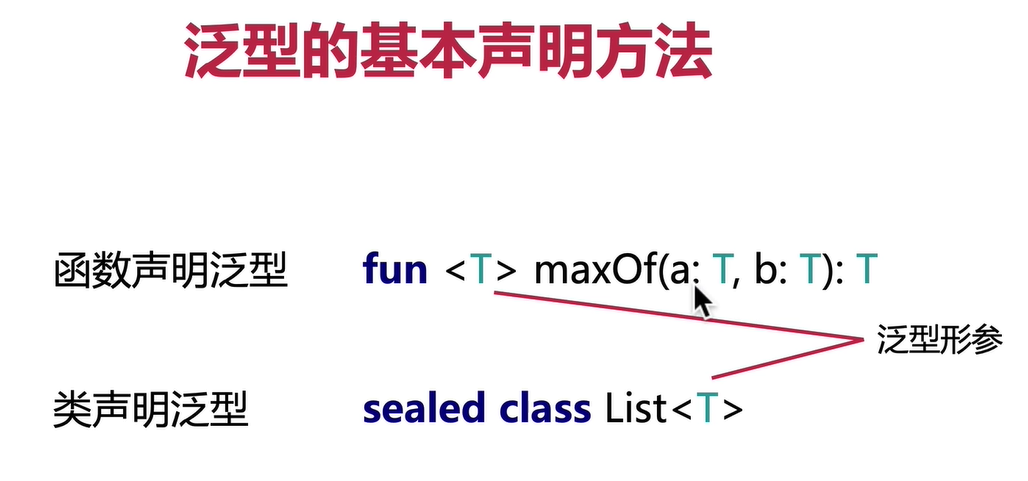 泛型的基本声明方法
函数声明泛型 fun <T> maxOf(a: T, b: T): T
泛型形参
类声明泛型 sealed class List<T>